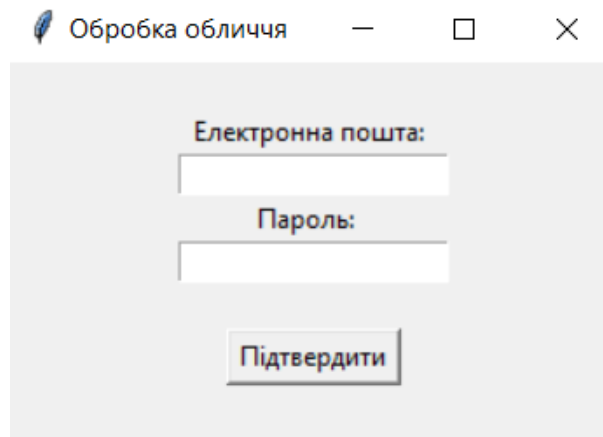 Обробка обличчя
Електронна пошта:
Пароль:
Підтвердити